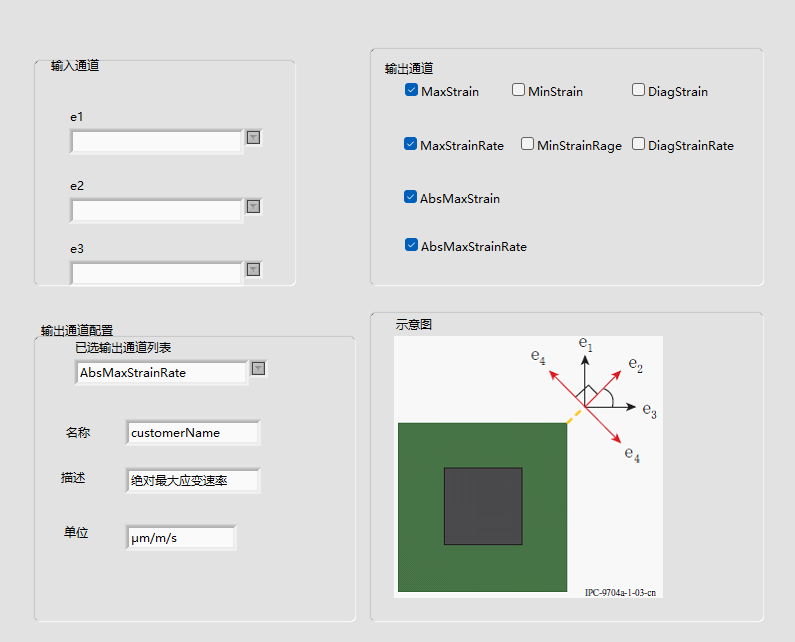 输入通道
e1
e2
e3
输出通道
MaxStrain
MinStrain
DiagStrain
MaxStrainRate
MinStrainRage
DiagStrainRate
AbsMaxStrain
AbsMaxStrainRate
输出通道配置
已选输出通道列表
AbsMaxStrainRate
名称
customerName
描述
绝对最大应变速率
单位
μm/m/s
示意图
e1
e4
e2
e3
e4
IPC-9704a-1-03-cn